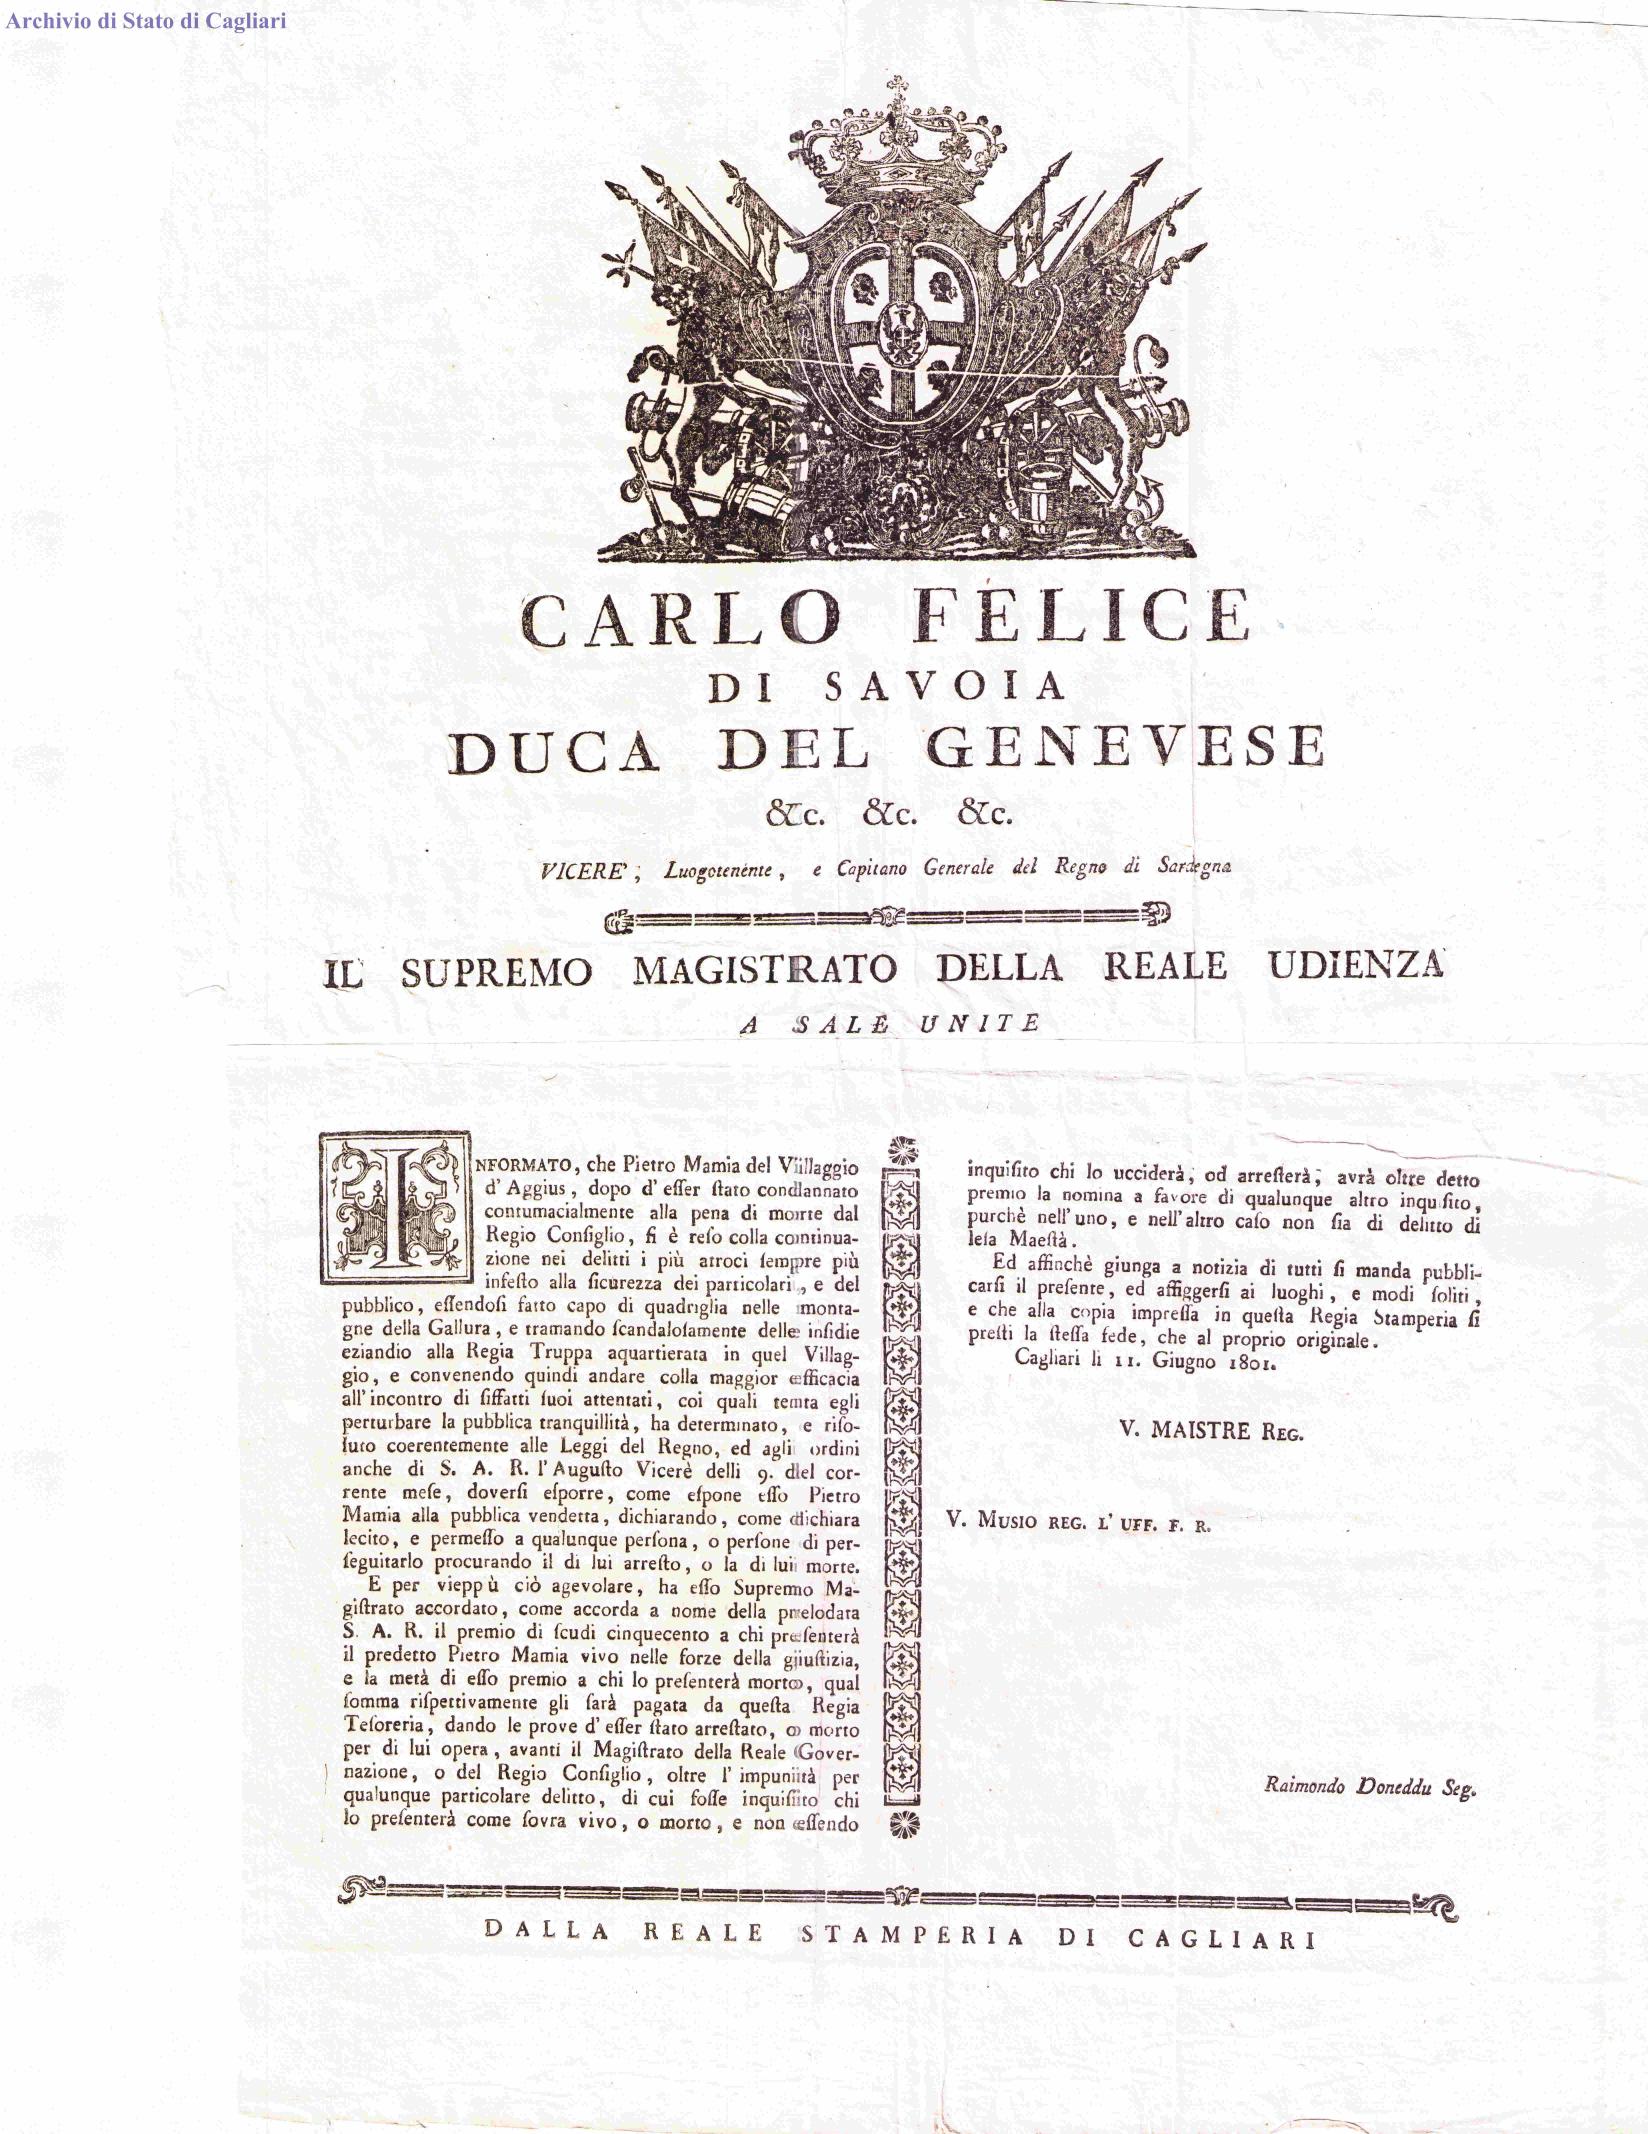 Archivio di Stato di Cagliari
CARLO FELICE
DI SAVOIA
DUCA DEL GENEVESE
&c. &c. &c.
VICERE', Luogotenente, e Capitano Generale del Regno di Sardegna
IL SUPREMO MAGISTRATO DELLA REALE UDIENZA
A SALE UNITE
INFORMATO, che Pietro Mamia del Villaggio
d'Aggius, dopo d'eſſer ſtato condannato
contumacialmente alla pena di morte dal
Regio Conſiglio, ſi è reſo colla continua-
zione nei delitti i più atroci ſempre più
infeſto alla ſicurezza dei particolari, e del
pubblico, eſſendoſi fatto capo di quadriglia nelle monta-
gne della Gallura, e tramando ſcandaloſamente delle inſidie
eziandio alla Regia Truppa aquartierata in quel Villag-
gio, e convenendo quindi andare colla maggior efficacia
all'incontro di ſiffatti ſuoi attentati, coi quali tenta egli
perturbare la pubblica tranquillità, ha determinato, e riſo-
luto coerentemente alle Leggi del Regno, ed agli ordini
anche di S. A. R. l'Auguſto Vicerè delli 9. del cor-
rente meſe, doverſi eſporre, come eſpone eſſo Pietro
Mamia alla pubblica vendetta, dichiarando, come dichiara
lecito, e permeſſo a qualunque perſona, o perſone di per-
ſeguitarlo procurando il di lui arreſto, o la di lui morte.
E per vieppù ciò agevolare, ha eſſo Supremo Ma-
giſtrato accordato, come accorda a nome della prelodata
S. A. R. il premio di ſcudi cinquecento a chi preſenterà
il predetto Pietro Mamia vivo nelle forze della giuſtizia,
e la metà di eſſo premio a chi lo preſenterà morto, qual
ſomma riſpettivamente gli ſarà pagata da queſta Regia
Teſoreria, dando le prove d'eſſer ſtato arreſtato, o morto
per di lui opera, avanti il Magiſtrato della Reale Gover-
nazione, o del Regio Conſiglio, oltre l'impunità per
qualunque particolare delitto, di cui foſſe inquiſito chi
lo preſenterà come ſovra vivo, o morto, e non eſſendo
inquiſito chi lo ucciderà, od arreſterà, avrà oltre detto
premio la nomina a favore di qualunque altro inquiſito,
purchè nell'uno, e nell'altro caſo non ſia di delitto di
leſa Maeſtà.
Ed affinchè giunga a notizia di tutti ſi manda pubbli-
carſi il preſente, ed affiggerſi ai luoghi, e modi ſoliti,
e che alla copia impreſſa in queſta Regia Stamperia ſi
preſti la ſteſſa fede, che al proprio originale.
Cagliari li 11. Giugno 1801.
V. MAISTRE REG.
V. MUSIO REG. L'UFF. F. R.
Raimondo Doneddu Seg.
DALLA REALE STAMPERIA DI CAGLIARI